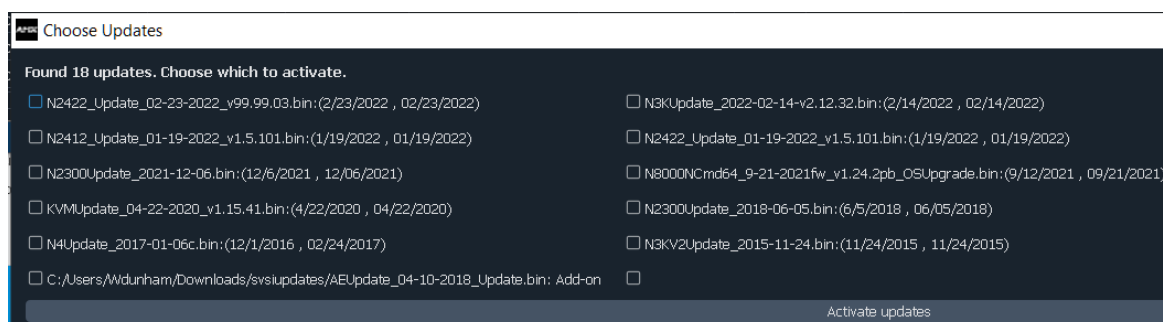 AMX Choose Updates
Found 18 updates. Choose which to activate.
N2422_Update_02-23-2022_v99.99.03.bin:(2/23/2022 , 02/23/2022) N3KUpdate_2022-02-14-v2.12.32.bin:(2/14/2022 , 02/14/2022)
N2412_Update_01-19-2022_v1.5.101.bin:(1/19/2022 , 01/19/2022) N2422_Update_01-19-2022_v1.5.101.bin:(1/19/2022 , 01/19/2022)
N2300Update_2021-12-06.bin:(12/6/2021 , 12/06/2021) N8000NCmd64_9-21-2021fw_v1.24.2pb_OSUpgrade.bin:(9/12/2021 , 09/21/2021)
KVMUpdate_04-22-2020_v1.15.41.bin:(4/22/2020 , 04/22/2020) N2300Update_2018-06-05.bin:(6/5/2018 , 06/05/2018)
N4Update_2017-01-06c.bin:(12/1/2016 , 02/24/2017) N3KV2Update_2015-11-24.bin:(11/24/2015 , 11/24/2015)
C:/Users/Wdunham/Downloads/svsiupdates/AEUpdate_04-10-2018_Update.bin: Add-on
Activate updates